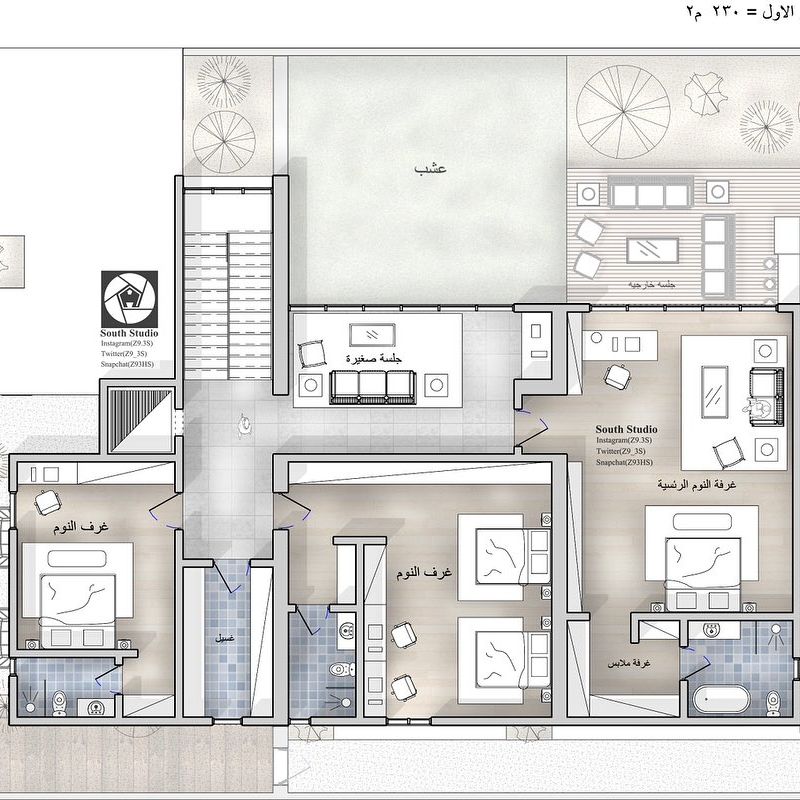 الاول = ٢٣٠ م٢
عشب
جلسه خارجيه
South Studio
Instagram(Z9.3S)
Twitter(Z9_3S)
Snapchat(Z93HS)
جلسة صغيرة
South Studio
Instagram(Z9.3S)
Twitter(Z9_3S)
Snapchat(Z93HS)
غرفة النوم الرئسية
غرف النوم
غرف النوم
غسيل
غرفة ملابس